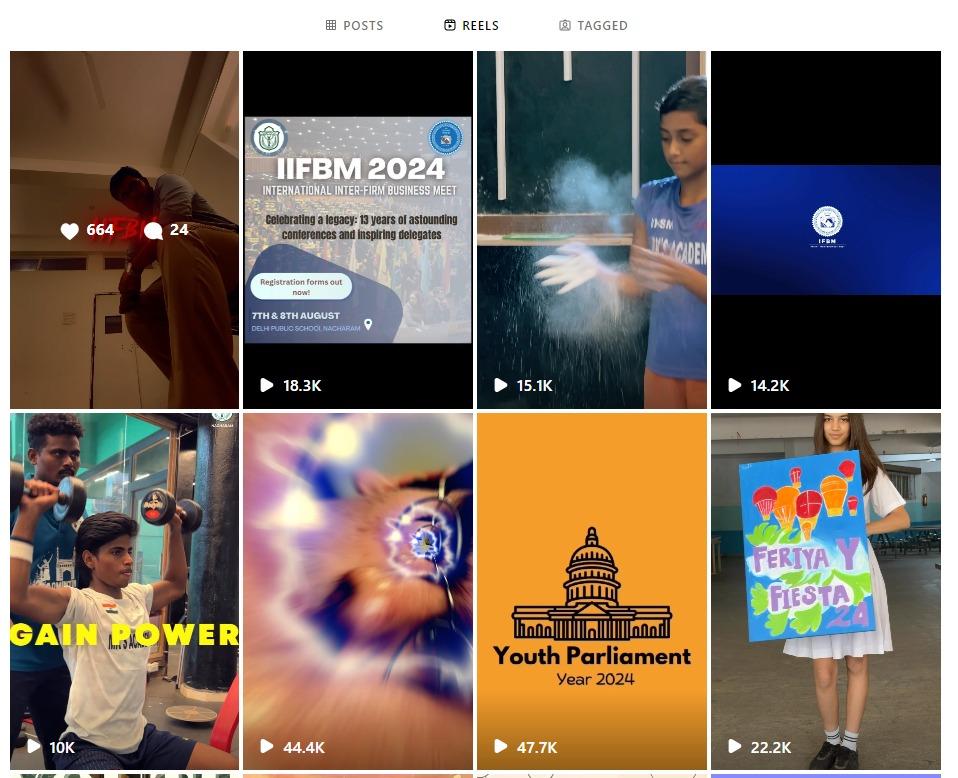 POSTS
REELS
TAGGED
664
24
IIFBM 2024
INTERNATIONAL INTER-FIRM BUSINESS MEET
Celebrating a legacy: 13 years of astounding
conferences and inspiring delegates
Registration forms out
now!
7TH & 8TH AUGUST
DELHI PUBLIC SCHOOL, NACHARAM
18.3K
15.1K
IFBM
14.2K
NACHARAM
GAIN POWER
10K
44.4K
Youth Parliament
Year 2024
47.7K
FERIYA Y
FIESTA
24
22.2K